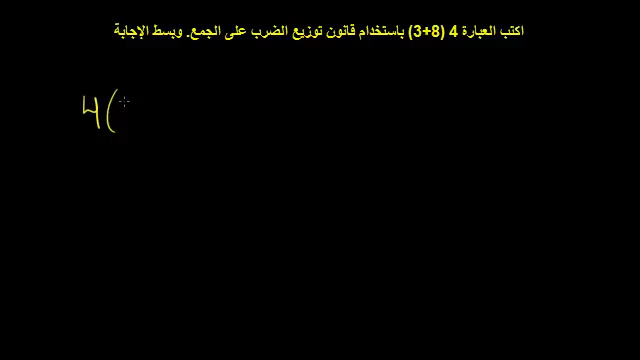 اكتب العبارة 4 (8+3) باستخدام قانون توزيع الضرب على الجمع. وبسط الإجابة
4(